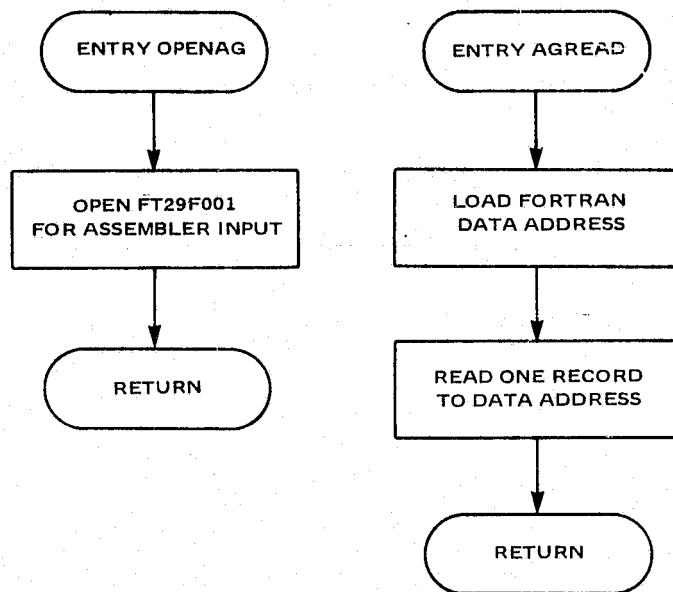 ENTRY OPENAG
OPEN FT29F001
FOR ASSEMBLER INPUT
RETURN
ENTRY AGREAD
LOAD FORTRAN
DATA ADDRESS
READ ONE RECORD
TO DATA ADDRESS
RETURN